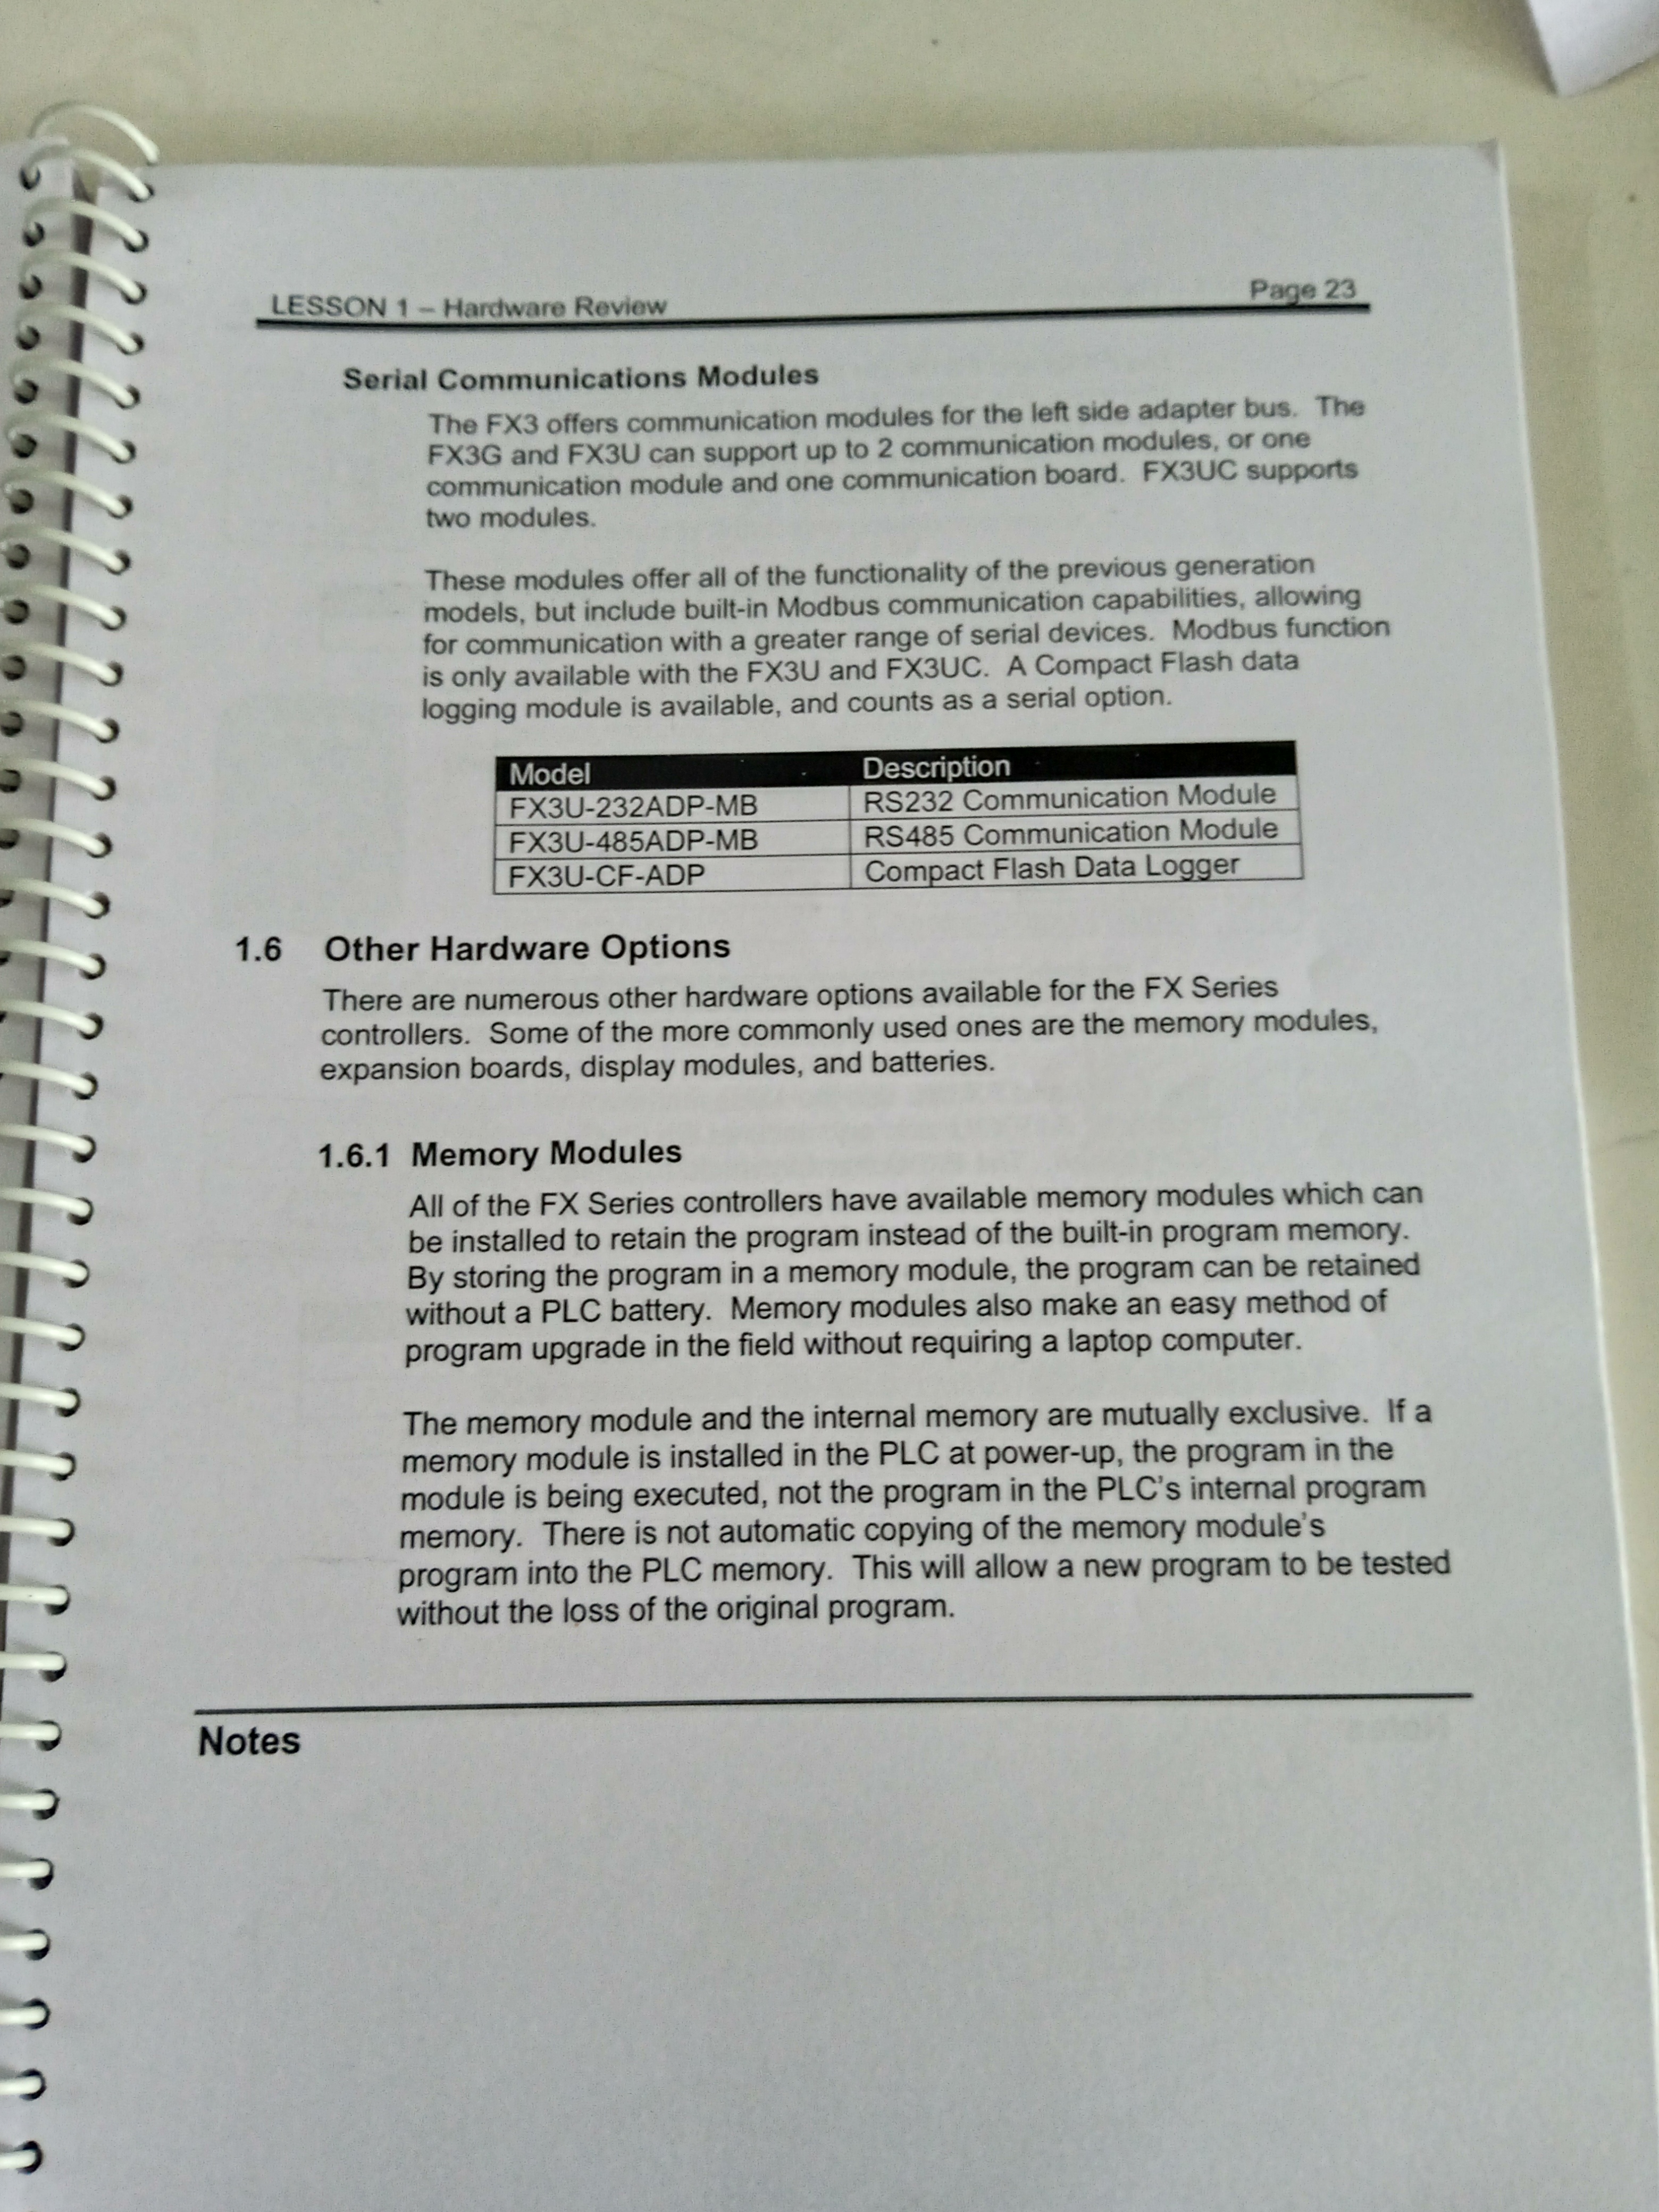 LESSON 1 – Hardware Review
Page 23
Serial Communications Modules
The FX3 offers communication modules for the left side adapter bus. The
FX3G and FX3U can support up to 2 communication modules, or one
communication module and one communication board. FX3UC supports
two modules.
These modules offer all of the functionality of the previous generation
models, but include built-in Modbus communication capabilities, allowing
for communication with a greater range of serial devices. Modbus function
is only available with the FX3U and FX3UC. A Compact Flash data
logging module is available, and counts as a serial option.
Model Description
FX3U-232ADP-MB RS232 Communication Module
FX3U-485ADP-MB RS485 Communication Module
FX3U-CF-ADP Compact Flash Data Logger
1.6 Other Hardware Options
There are numerous other hardware options available for the FX Series
controllers. Some of the more commonly used ones are the memory modules,
expansion boards, display modules, and batteries.
1.6.1 Memory Modules
All of the FX Series controllers have available memory modules which can
be installed to retain the program instead of the built-in program memory.
By storing the program in a memory module, the program can be retained
without a PLC battery. Memory modules also make an easy method of
program upgrade in the field without requiring a laptop computer.
The memory module and the internal memory are mutually exclusive. If a
memory module is installed in the PLC at power-up, the program in the
module is being executed, not the program in the PLC's internal program
memory. There is not automatic copying of the memory module's
program into the PLC memory. This will allow a new program to be tested
without the loss of the original program.
Notes